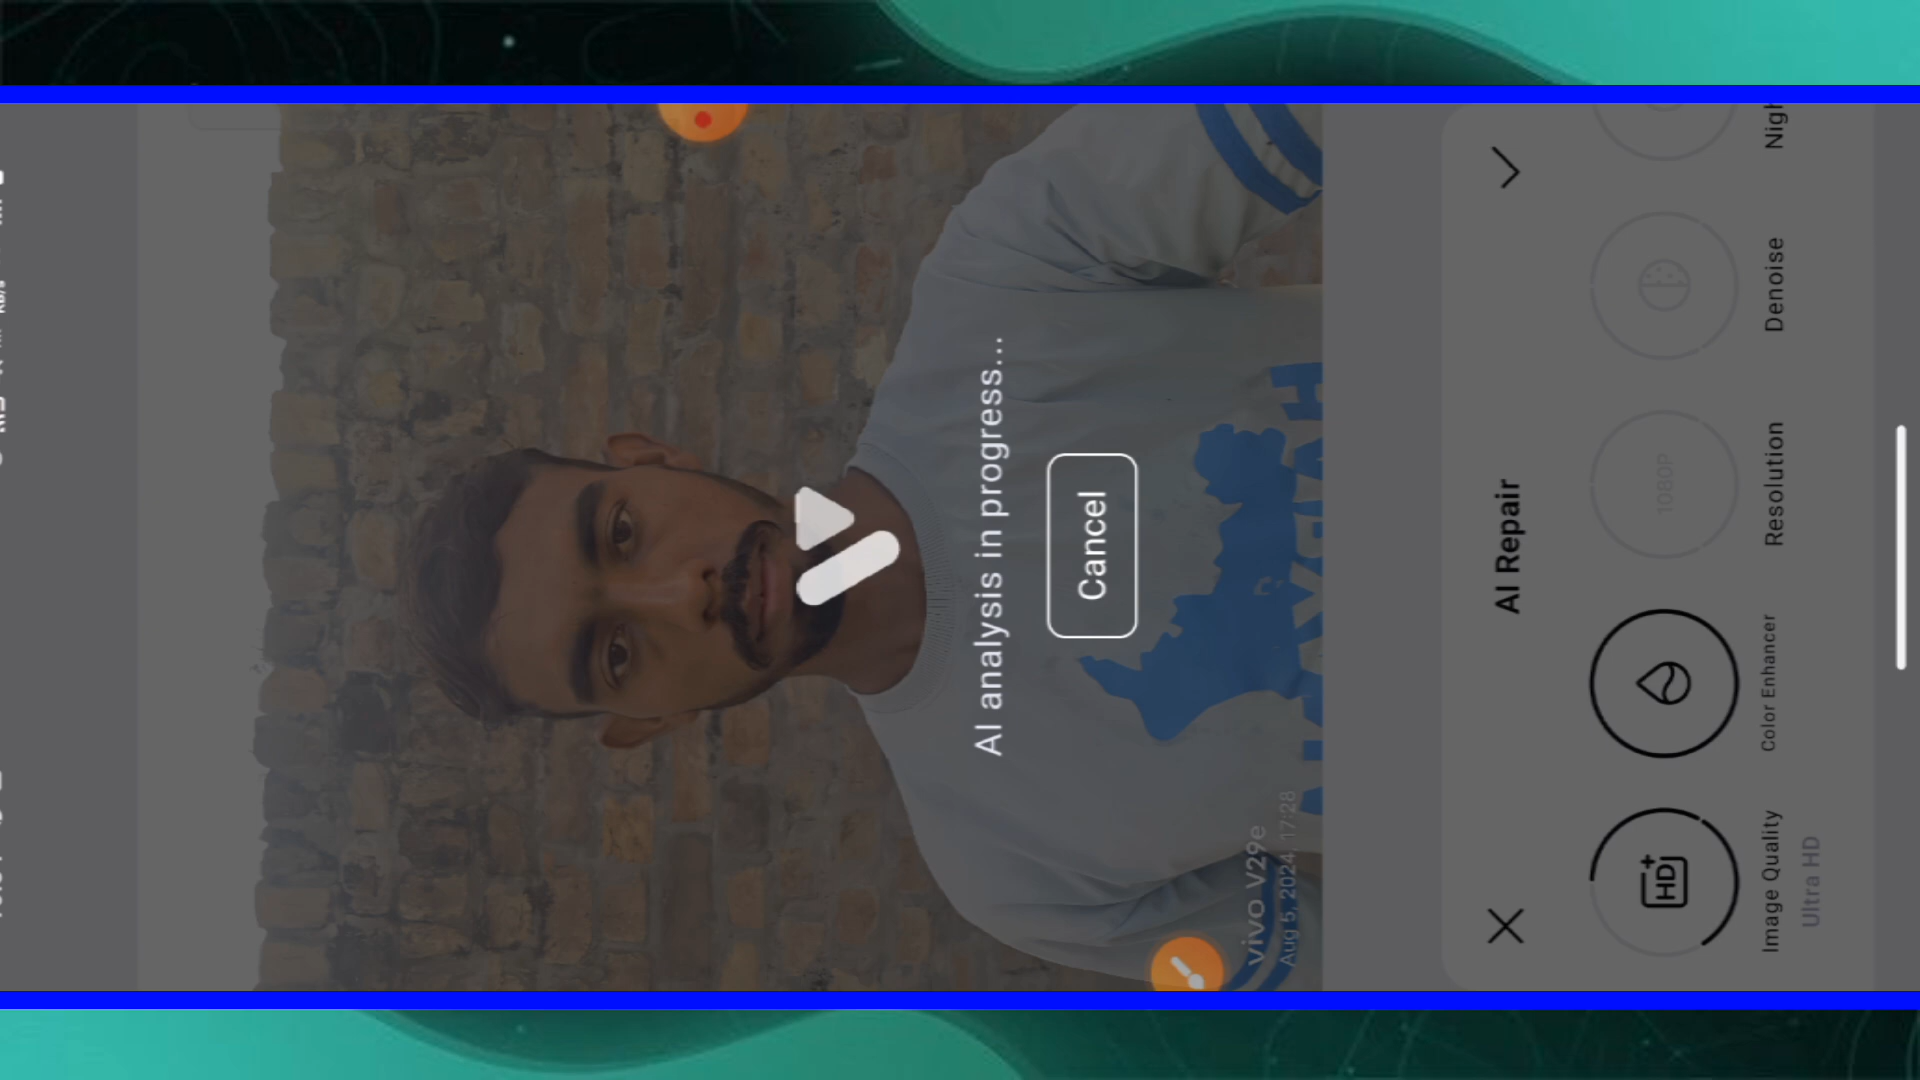 AI analysis in progress...
Cancel
vivo V29e
Aug 5, 2024, 17:28
AI Repair
HD
Image Quality
Ultra HD
Color Enhancer
1080P
Resolution
Denoise